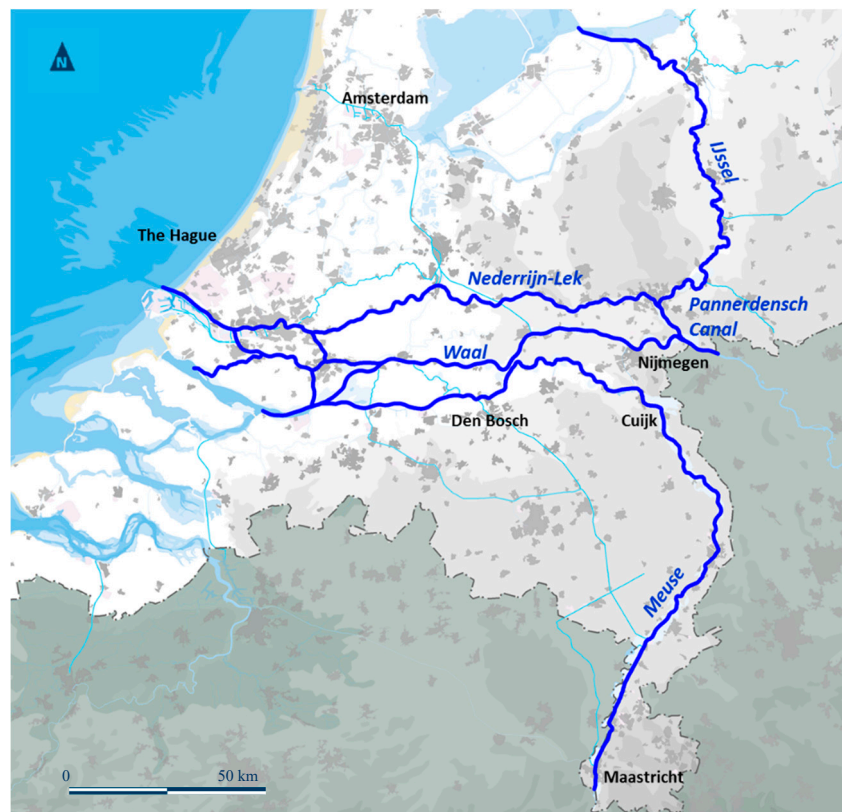 N
Amsterdam
IJssel
The Hague
Nederrijn-Lek
Pannerdensch
Canal
Waal
Nijmegen
Den Bosch
Cuijk
Meuse
0
50 km
Maastricht